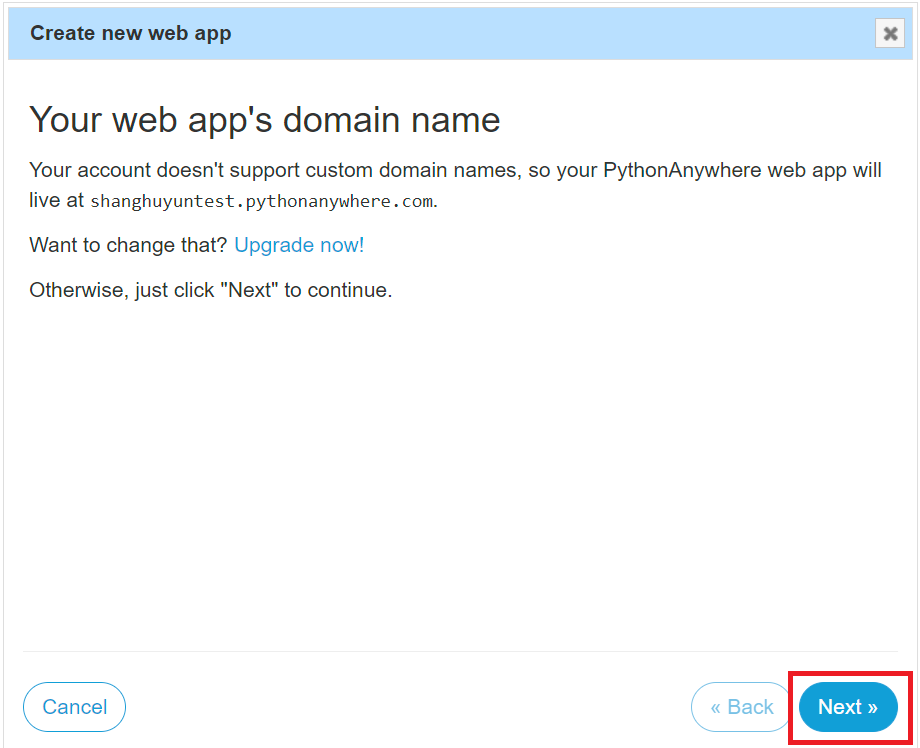 Create new web app
Your web app's domain name
Your account doesn't support custom domain names, so your PythonAnywhere web app will
live at shanghuyuntest.pythonanywhere.com.
Want to change that? Upgrade now!
Otherwise, just click "Next" to continue.
Cancel
« Back
Next »